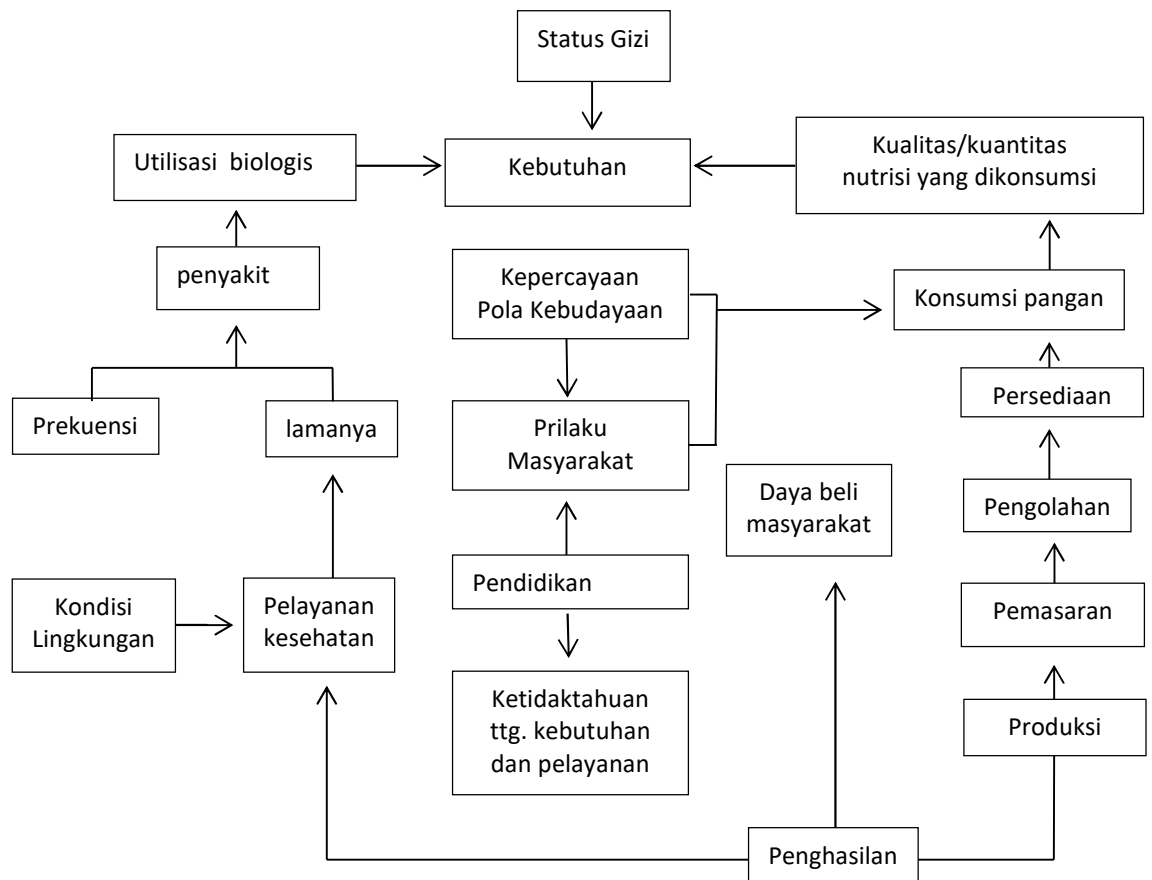 Status Gizi
Utilisasi biologis
Kebutuhan
Kualitas/kuantitas
nutrisi yang dikonsumsi
penyakit
Kepercayaan
Pola Kebudayaan
Konsumsi pangan
Prekuensi
lamanya
Prilaku
Masyarakat
Persediaan
Daya beli
masyarakat
Pengolahan
Kondisi
Lingkungan
Pelayanan
kesehatan
Pendidikan
Pemasaran
Ketidaktahuan
ttg. kebutuhan
dan pelayanan
Produksi
Penghasilan